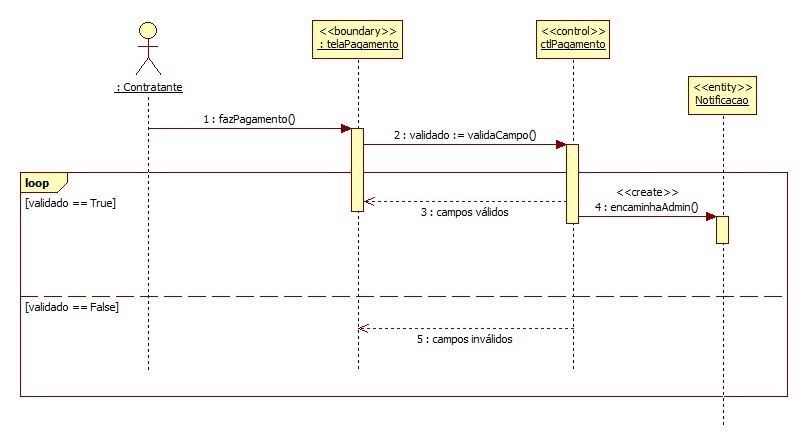 <<boundary>>
: telaPagamento
<<control>>
ctlPagamento
<<entity>>
Notificacao
: Contratante
1 : fazPagamento()
2 : validado := validaCampo()
loop
[validado == True]
3 : campos válidos
<<create>>
4 : encaminhaAdmin()
[validado == False]
5 : campos inválidos